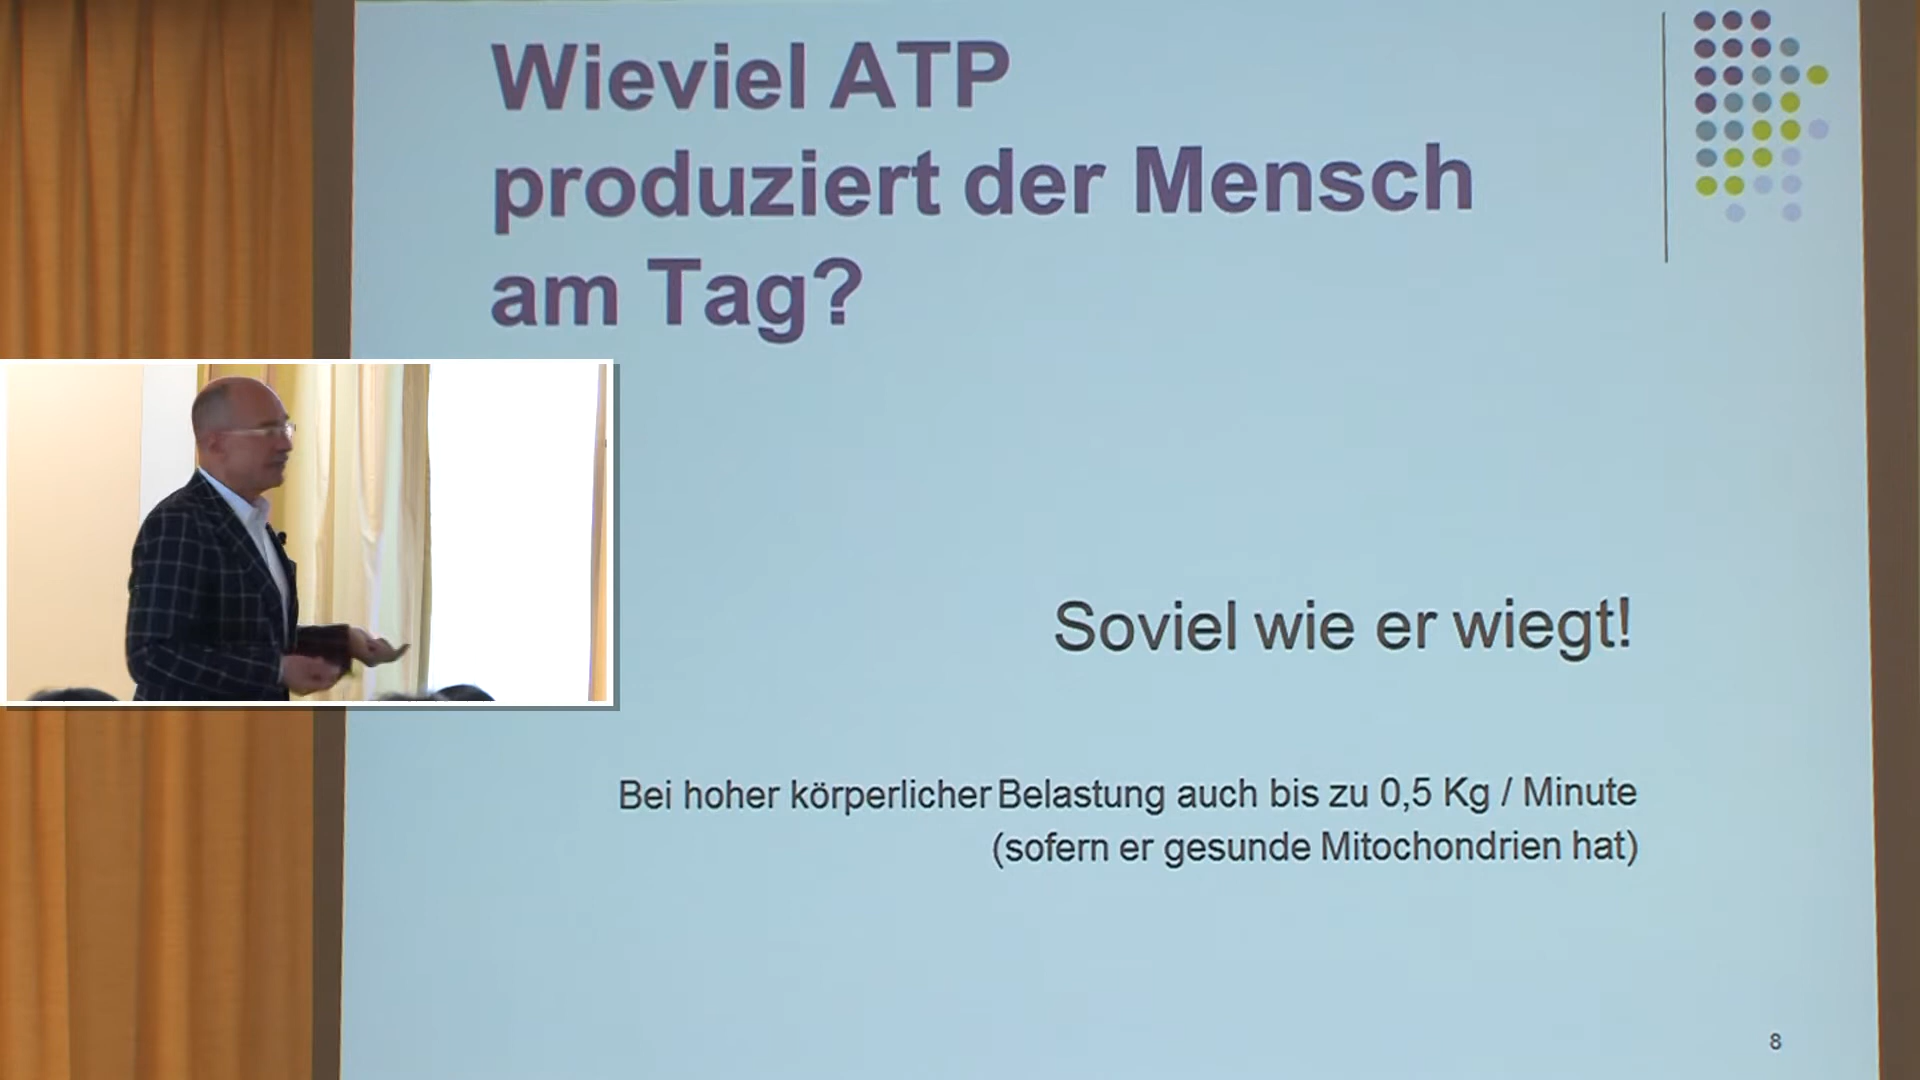 Wieviel ATP
produziert der Mensch
am Tag?
Soviel wie er wiegt!
Bei hoher körperlicher Belastung auch bis zu 0,5 Kg / Minute
(sofern er gesunde Mitochondrien hat)
8